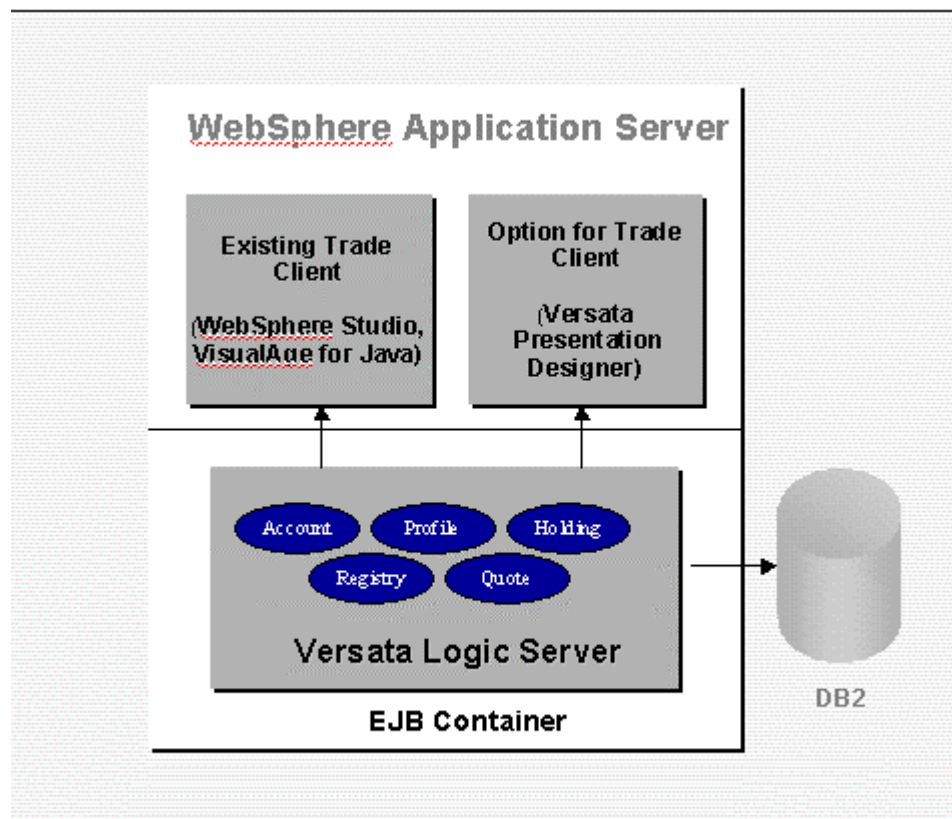 WebSphere Application Server
Existing Trade
Client
(WebSphere Studio,
VisualAge for Java)
Option for Trade
Client
(Versata
Presentation
Designer)
Account
Profile
Holding
Registry
Quote
Versata Logic Server
EJB Container
DB2